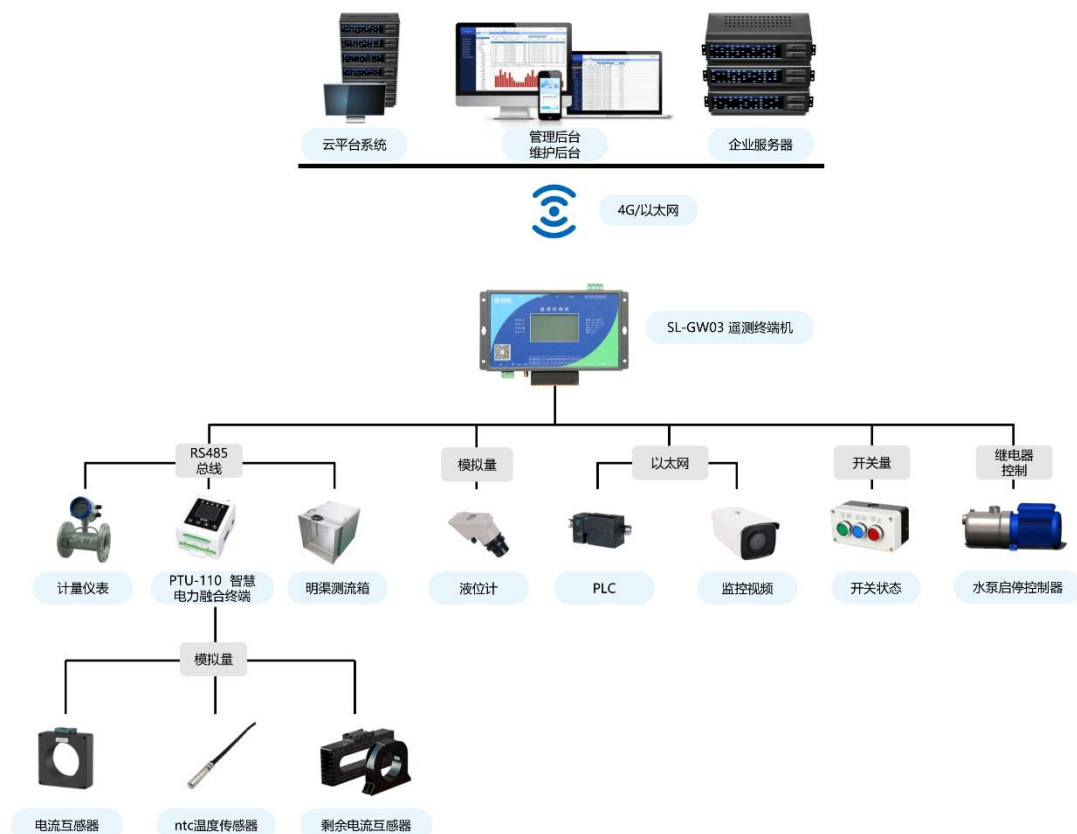 云平台系统
管理后台
维护后台
企业服务器
4G/以太网
遥测终端机
SL-GW03 遥测终端机
RS485
总线
模拟量
以太网
开关量
继电器
控制
计量仪表
PTU-110 智慧
电力融合终端
明渠测流箱
液位计
PLC
监控视频
开关状态
水泵启停控制器
模拟量
电流互感器
ntc温度传感器
剩余电流互感器